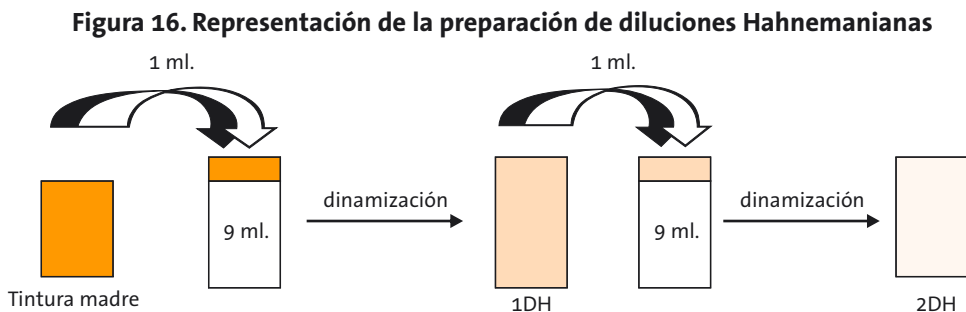 Figura 16. Representación de la preparación de diluciones Hahnemanianas
1 ml.
1 ml.
dinamización
dinamización
9 ml.
9 ml.
Tintura madre
1DH
2DH